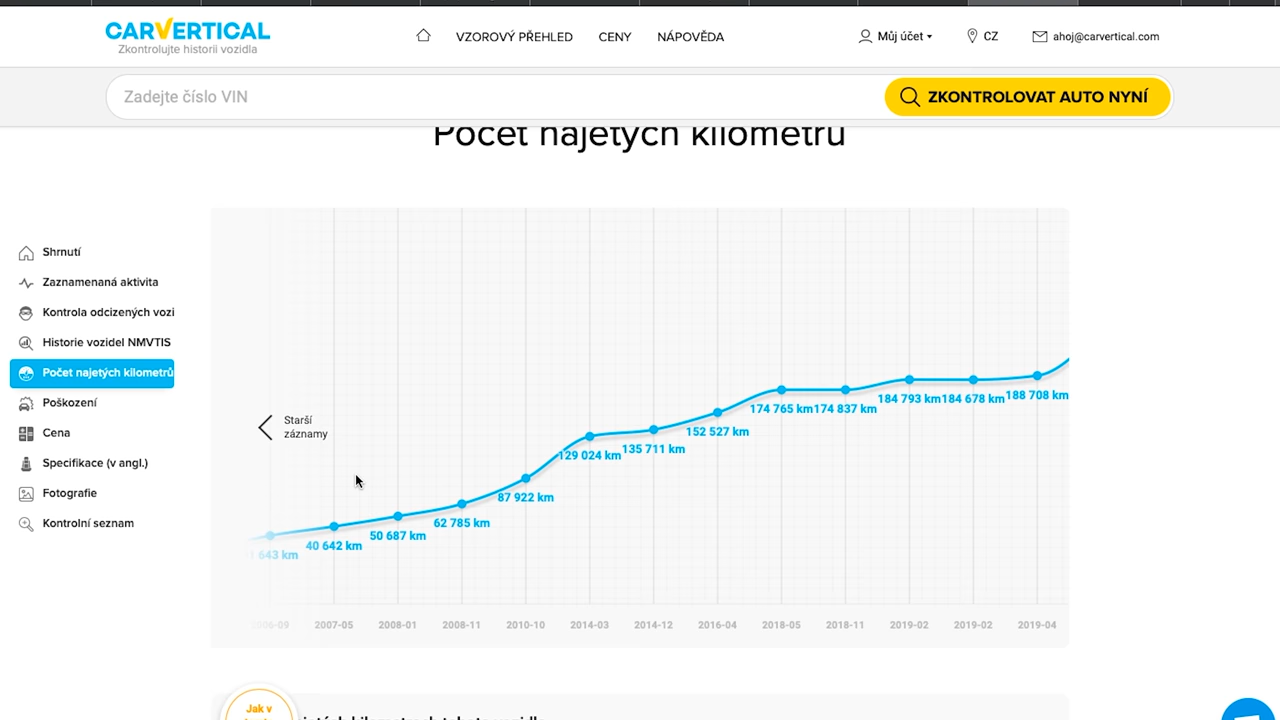 CARVERTICAL
Zkontrolujte historii vozidla
VZOROVÝ PŘEHLED
CENY
NÁPOVĚDA
Můj účet
CZ
ahoj@carvertical.com
Zadejte číslo VIN
ZKONTROLOVAT AUTO NYNÍ
Počet najetých kilometrů
Shrnutí
Zaznamenaná aktivita
Kontrola odcizených vozi
Historie vozidel NMVTIS
Počet najetých kilometrů
Poškození
Cena
Specifikace (v angl.)
Fotografie
Kontrolní seznam
Starší
záznamy
643 km
40 642 km
50 687 km
62 785 km
87 922 km
129 024 km
135 711 km
152 527 km
174 765 km
174 837 km
184 793 km
184 678 km
188 708 km
2006-09
2007-05
2008-01
2008-11
2010-10
2014-03
2014-12
2016-04
2018-05
2018-11
2019-02
2019-02
2019-04
Jak v